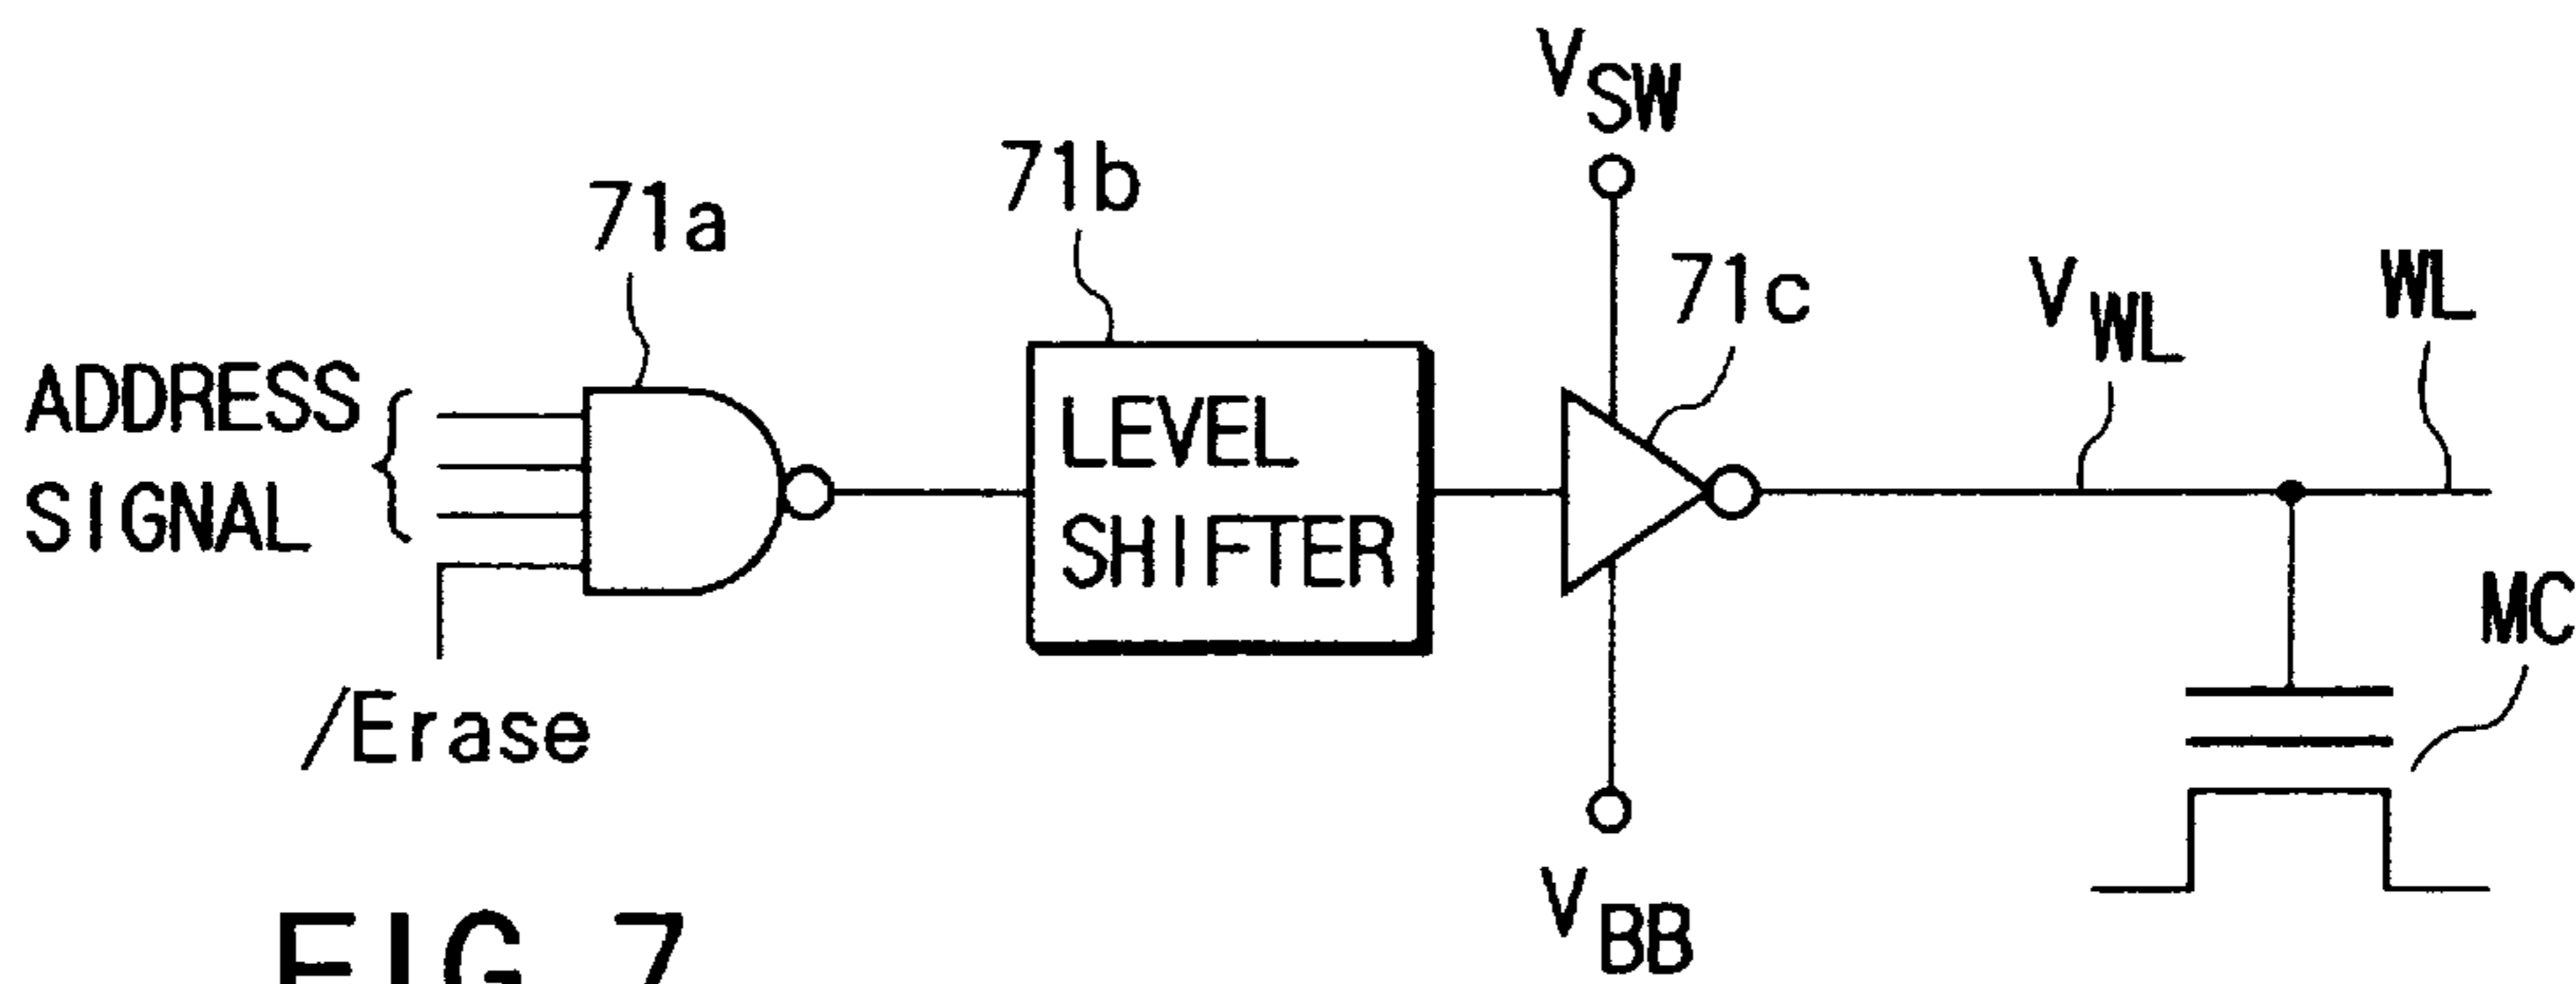 V_SW
71b
71a
71c
V_WL
WL
ADDRESS
SIGNAL
LEVEL
SHIFTER
MC
/Erase
V_BB
FIG. 7